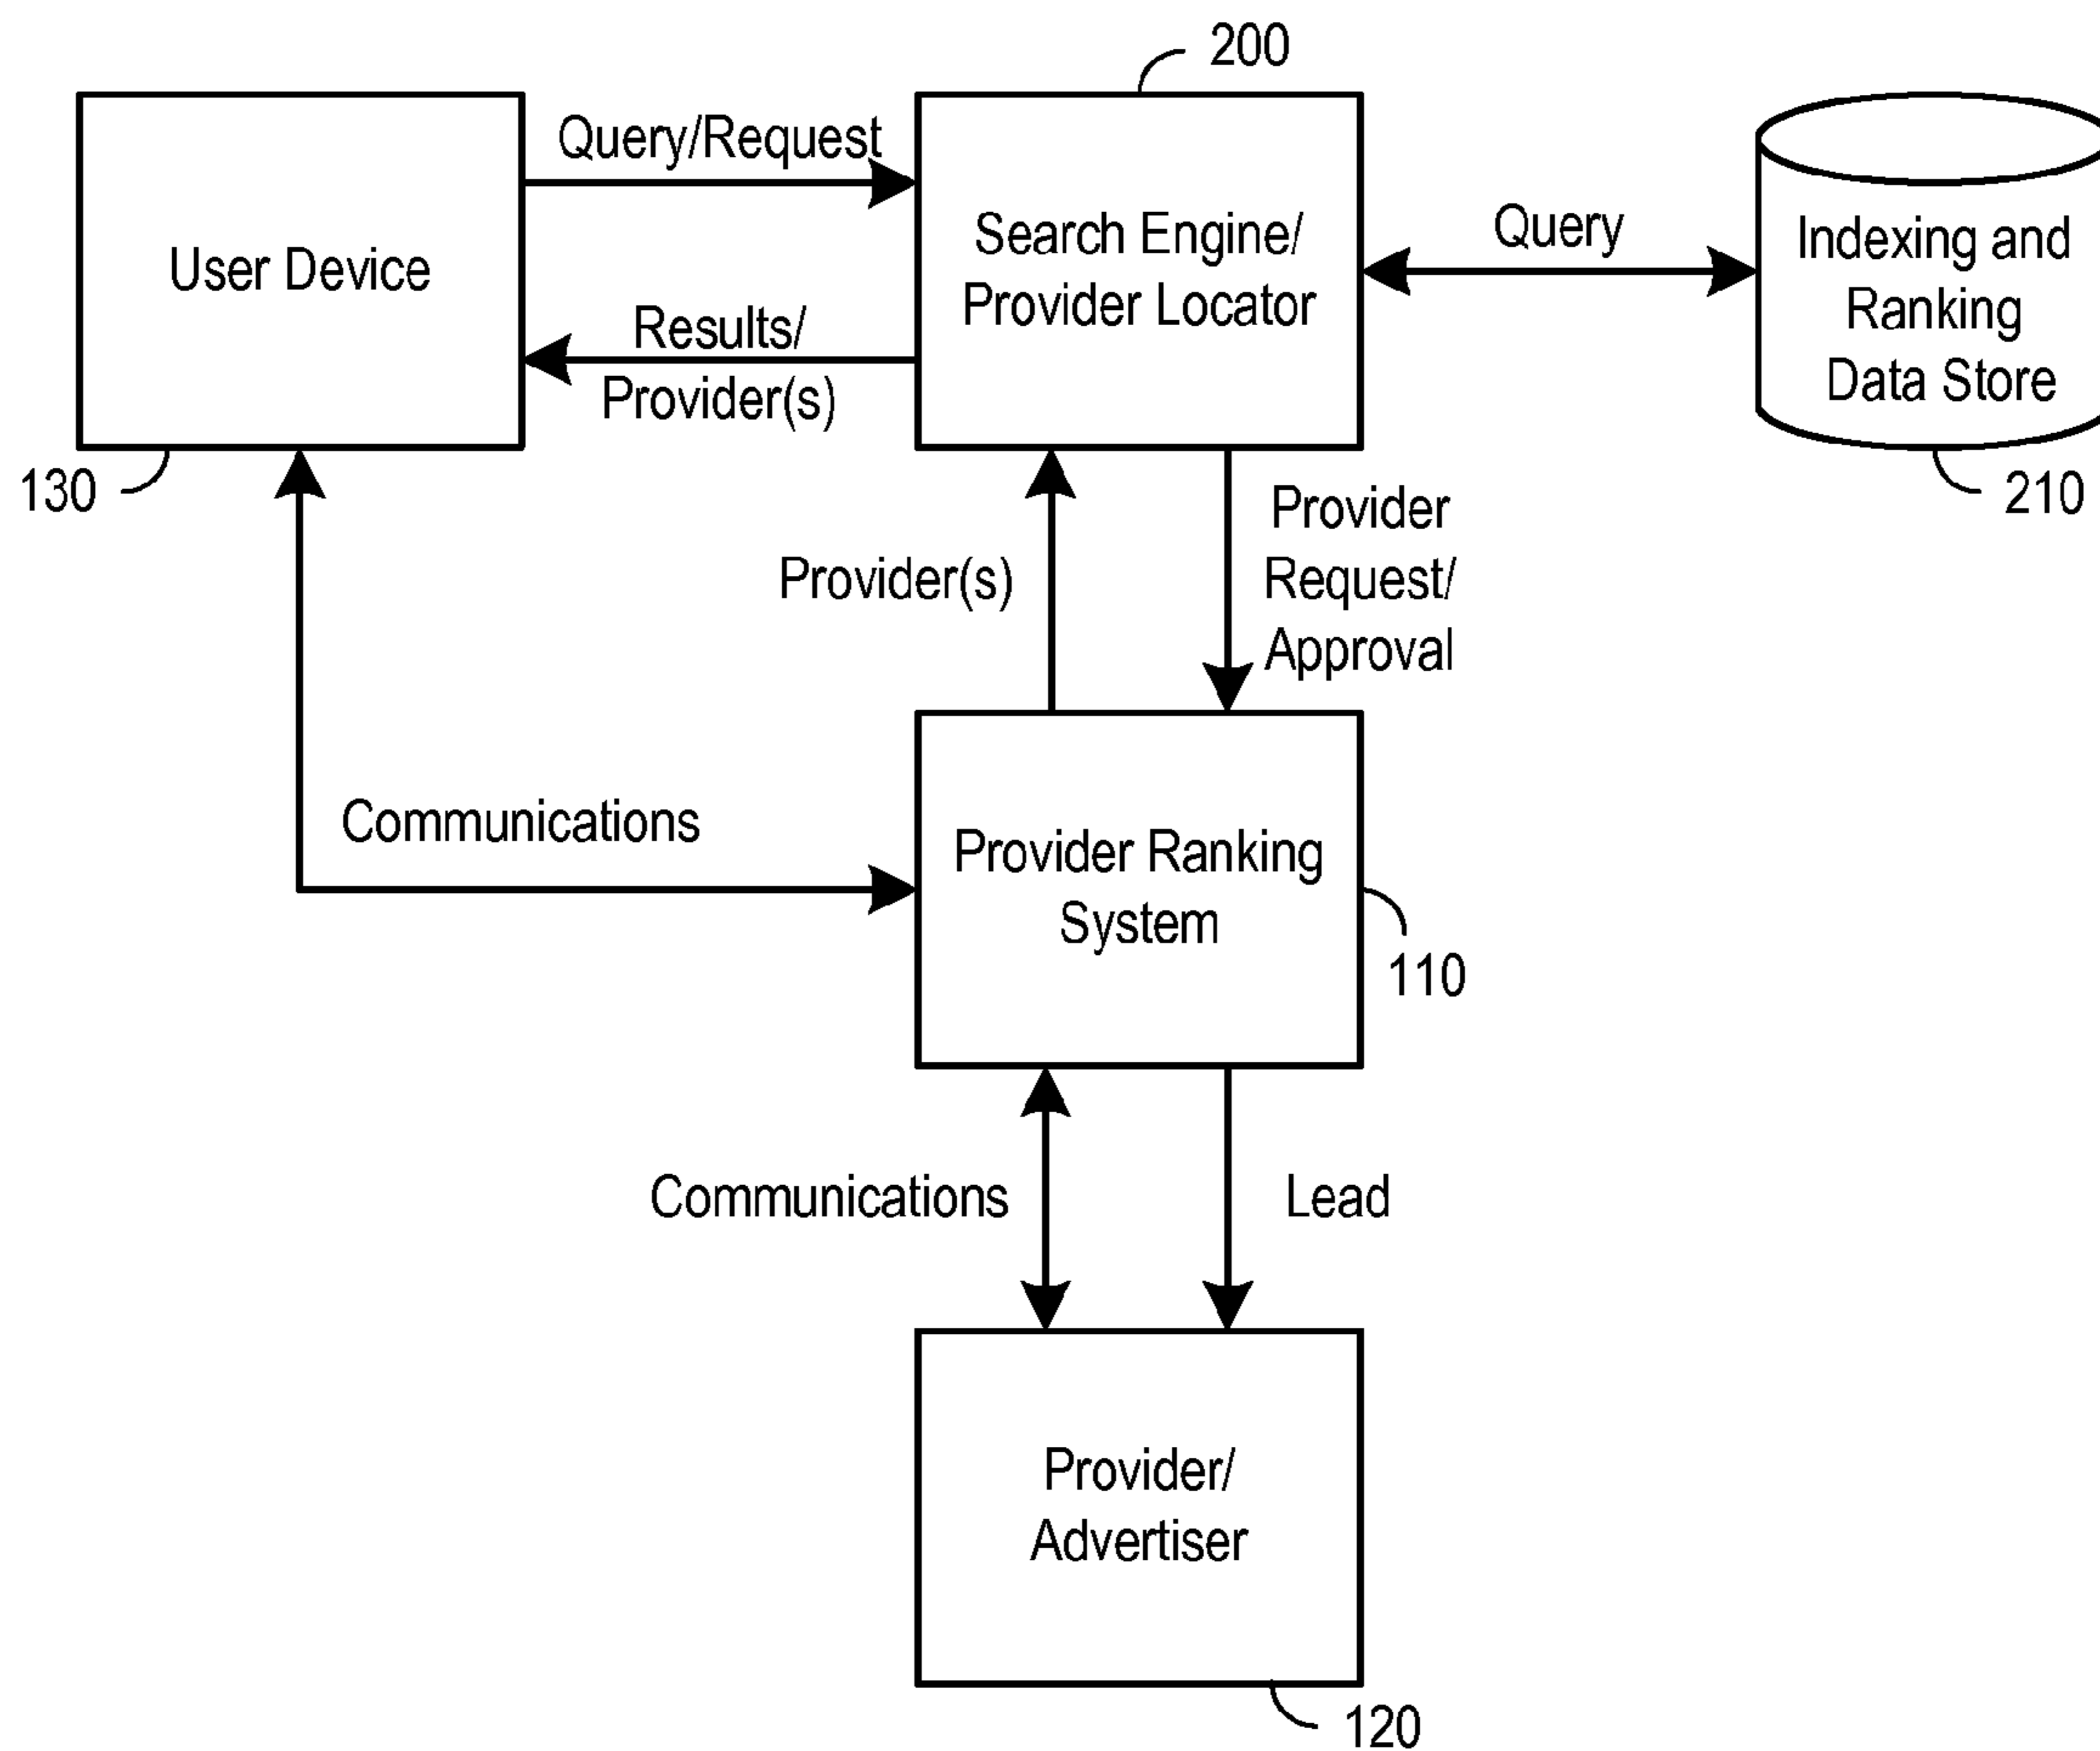 200
Query/Request
User Device
Results/
Provider(s)
130
Search Engine/
Provider Locator
Query
Indexing and
Ranking
Data Store
210
Provider(s)
Provider
Request/
Approval
Communications
Provider Ranking
System
110
Communications
Lead
Provider/
Advertiser
120